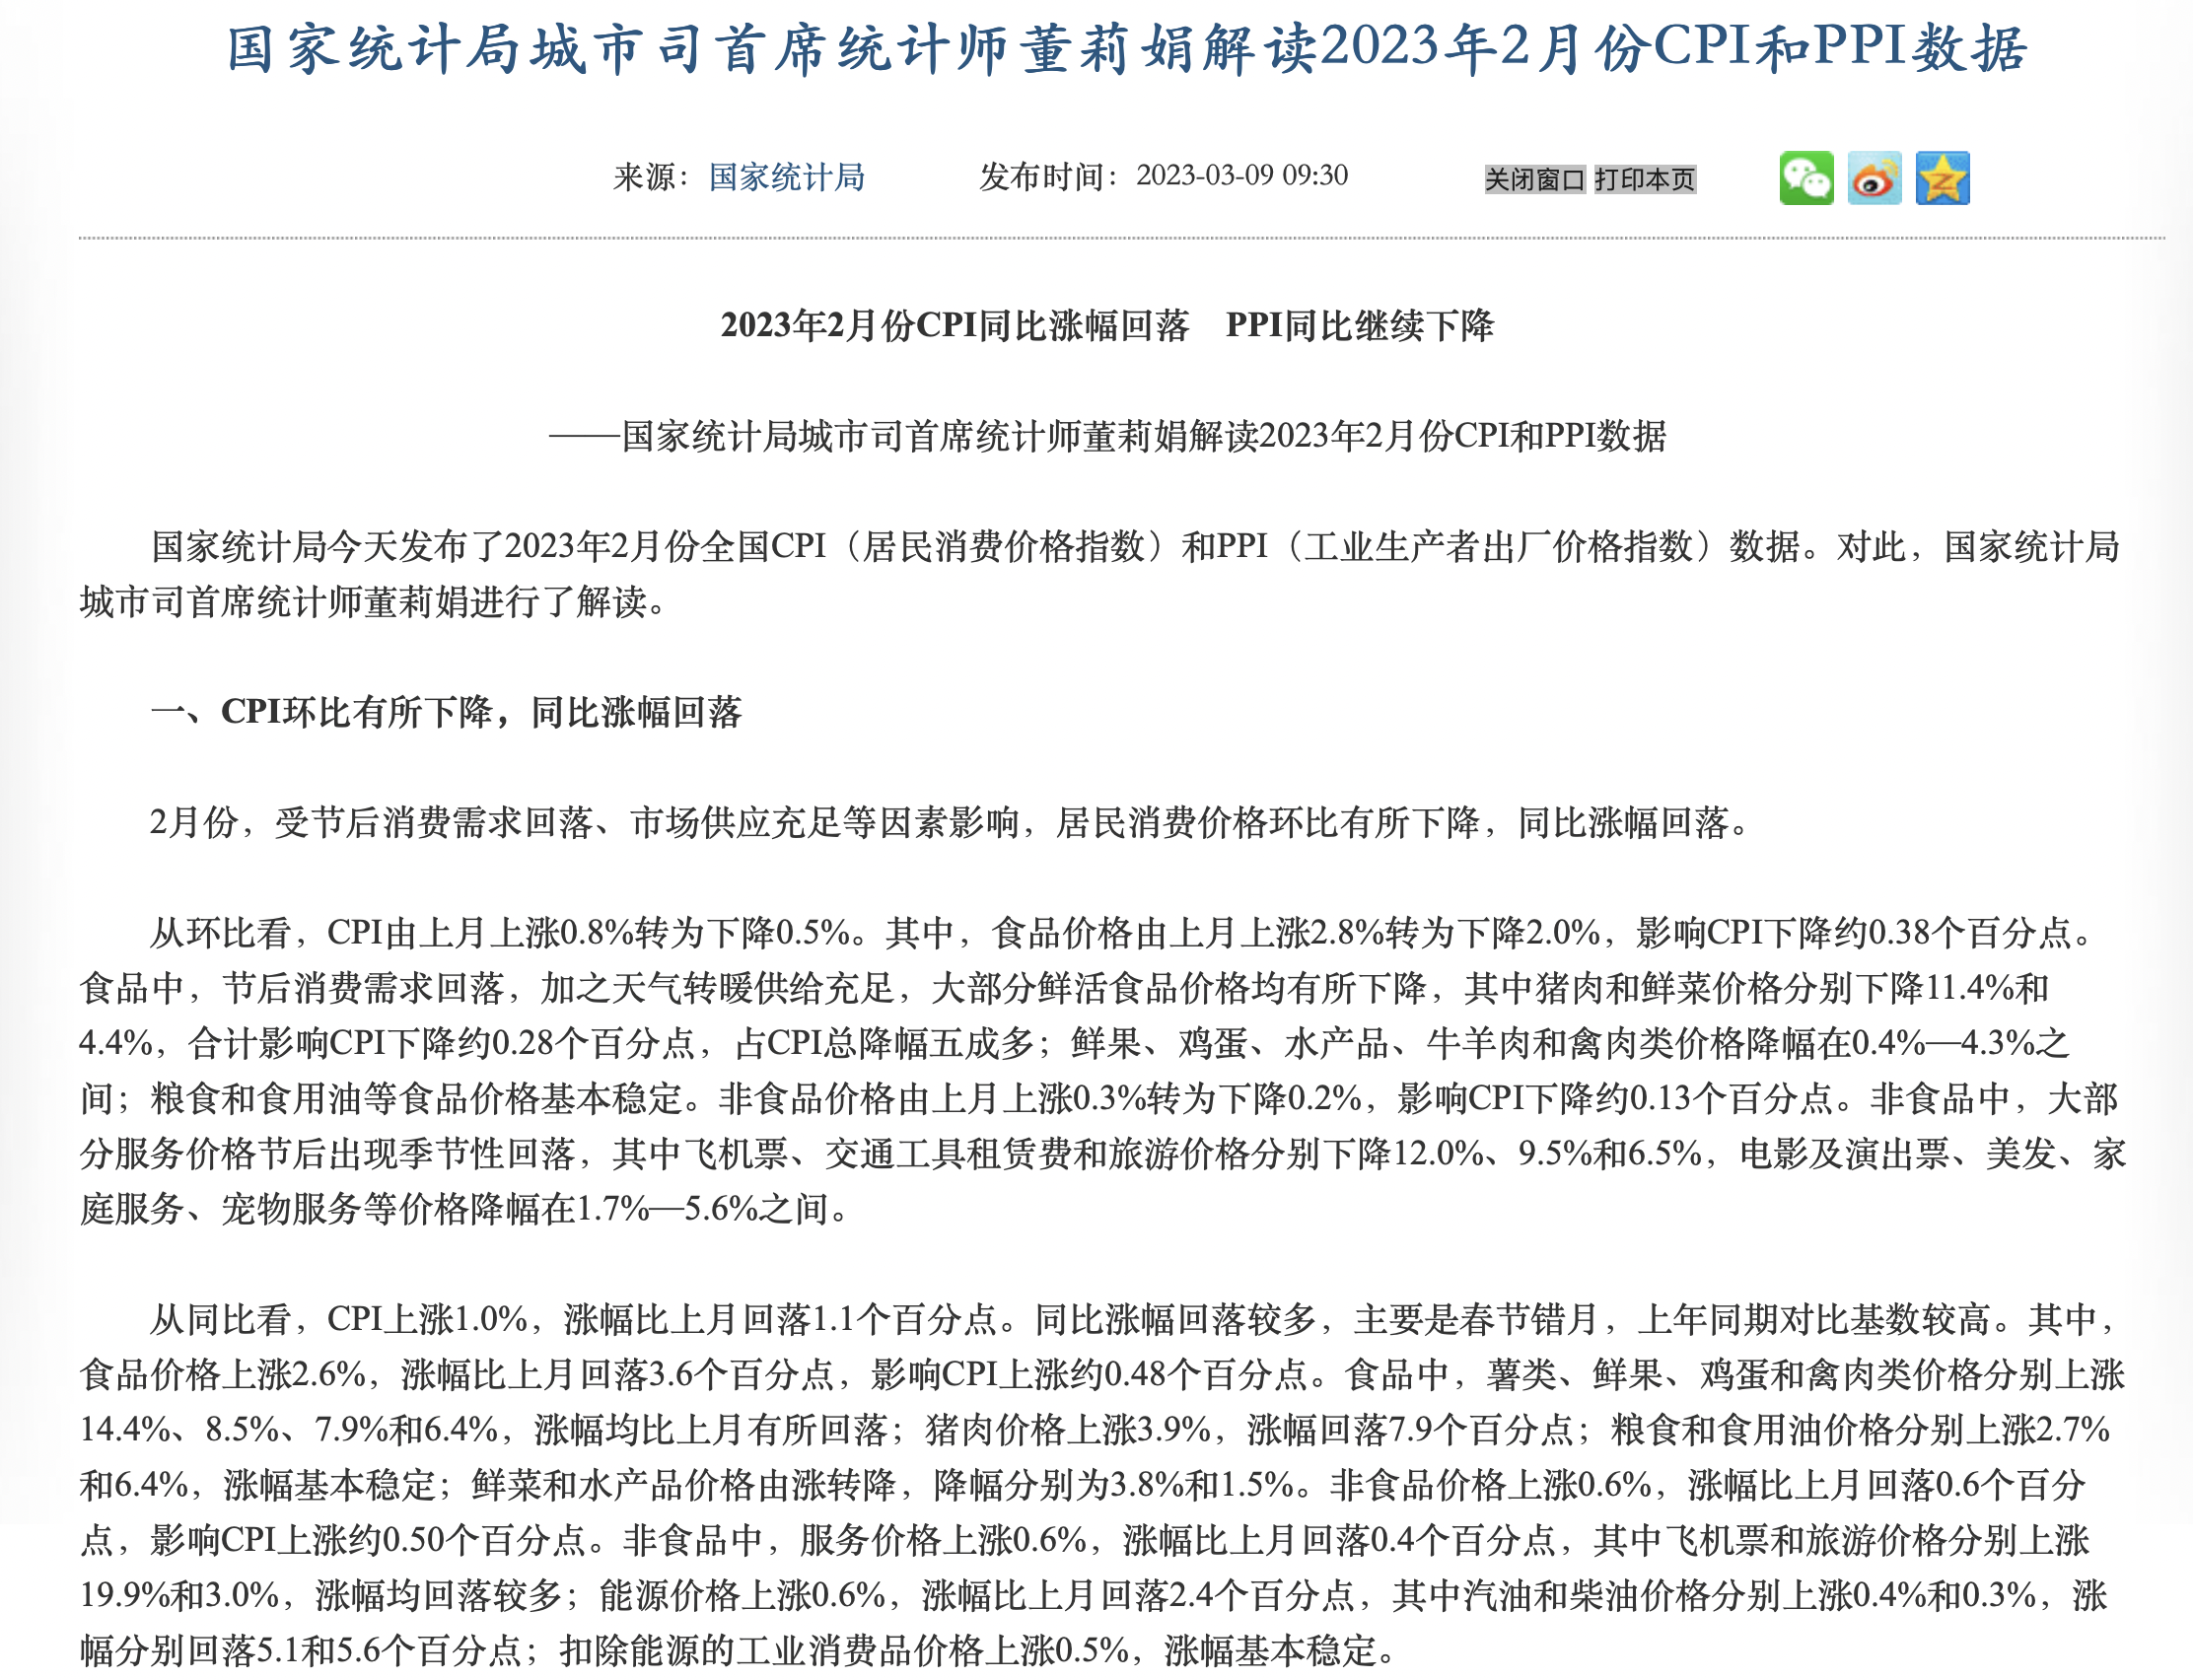 国家统计局城市司首席统计师董莉娟解读2023年2月份CPI和PPI数据
来源：国家统计局 发布时间：2023-03-09 09:30 关闭窗口 打印本页
2023年2月份CPI同比涨幅回落 PPI同比继续下降
——国家统计局城市司首席统计师董莉娟解读2023年2月份CPI和PPI数据
国家统计局今天发布了2023年2月份全国CPI（居民消费价格指数）和PPI（工业生产者出厂价格指数）数据。对此，国家统计局
城市司首席统计师董莉娟进行了解读。
一、CPI环比有所下降，同比涨幅回落
2月份，受节后消费需求回落、市场供应充足等因素影响，居民消费价格环比有所下降，同比涨幅回落。
从环比看，CPI由上月上涨0.8%转为下降0.5%。其中，食品价格由上月上涨2.8%转为下降2.0%，影响CPI下降约0.38个百分点。
食品中，节后消费需求回落，加之天气转暖供给充足，大部分鲜活食品价格均有所下降，其中猪肉和鲜菜价格分别下降11.4%和
4.4%，合计影响CPI下降约0.28个百分点，占CPI总降幅五成多；鲜果、鸡蛋、水产品、牛羊肉和禽肉类价格降幅在0.4%—4.3%之
间；粮食和食用油等食品价格基本稳定。非食品价格由上月上涨0.3%转为下降0.2%，影响CPI下降约0.13个百分点。非食品中，大部
分服务价格节后出现季节性回落，其中飞机票、交通工具租赁费和旅游价格分别下降12.0%、9.5%和6.5%，电影及演出票、美发、家
庭服务、宠物服务等价格降幅在1.7%—5.6%之间。
从同比看，CPI上涨1.0%，涨幅比上月回落1.1个百分点。同比涨幅回落较多，主要是春节错月，上年同期对比基数较高。其中，
食品价格上涨2.6%，涨幅比上月回落3.6个百分点，影响CPI上涨约0.48个百分点。食品中，薯类、鲜果、鸡蛋和禽肉类价格分别上涨
14.4%、8.5%、7.9%和6.4%，涨幅均比上月有所回落；猪肉价格上涨3.9%，涨幅回落7.9个百分点；粮食和食用油价格分别上涨2.7%
和6.4%，涨幅基本稳定；鲜菜和水产品价格由涨转降，降幅分别为3.8%和1.5%。非食品价格上涨0.6%，涨幅比上月回落0.6个百分
点，影响CPI上涨约0.50个百分点。非食品中，服务价格上涨0.6%，涨幅比上月回落0.4个百分点，其中飞机票和旅游价格分别上涨
19.9%和3.0%，涨幅均回落较多；能源价格上涨0.6%，涨幅比上月回落2.4个百分点，其中汽油和柴油价格分别上涨0.4%和0.3%，涨
幅分别回落5.1和5.6个百分点；扣除能源的工业消费品价格上涨0.5%，涨幅基本稳定。